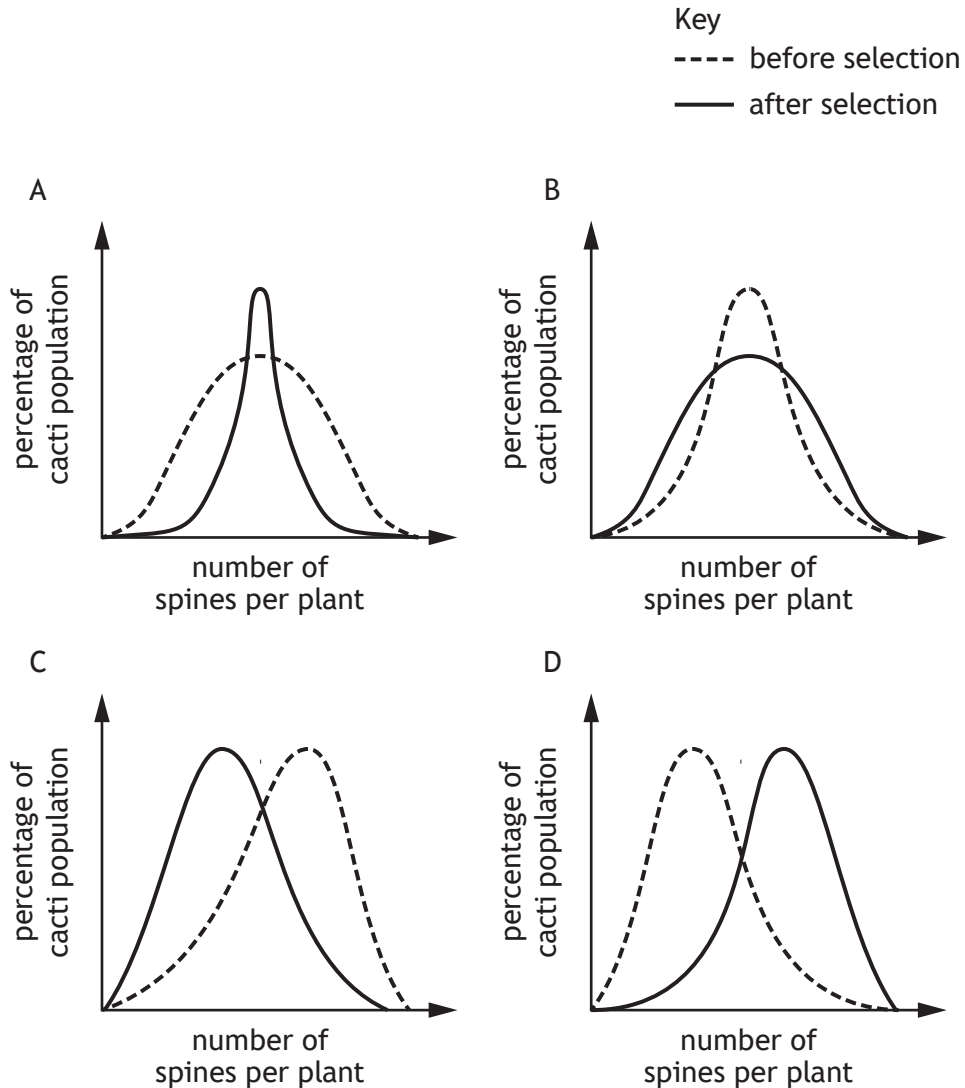 Key
before selection
after selection
A
percentage of
cacti population
number of
spines per plant
B
percentage of
cacti population
number of
spines per plant
C
percentage of
cacti population
number of
spines per plant
D
percentage of
cacti population
number of
spines per plant